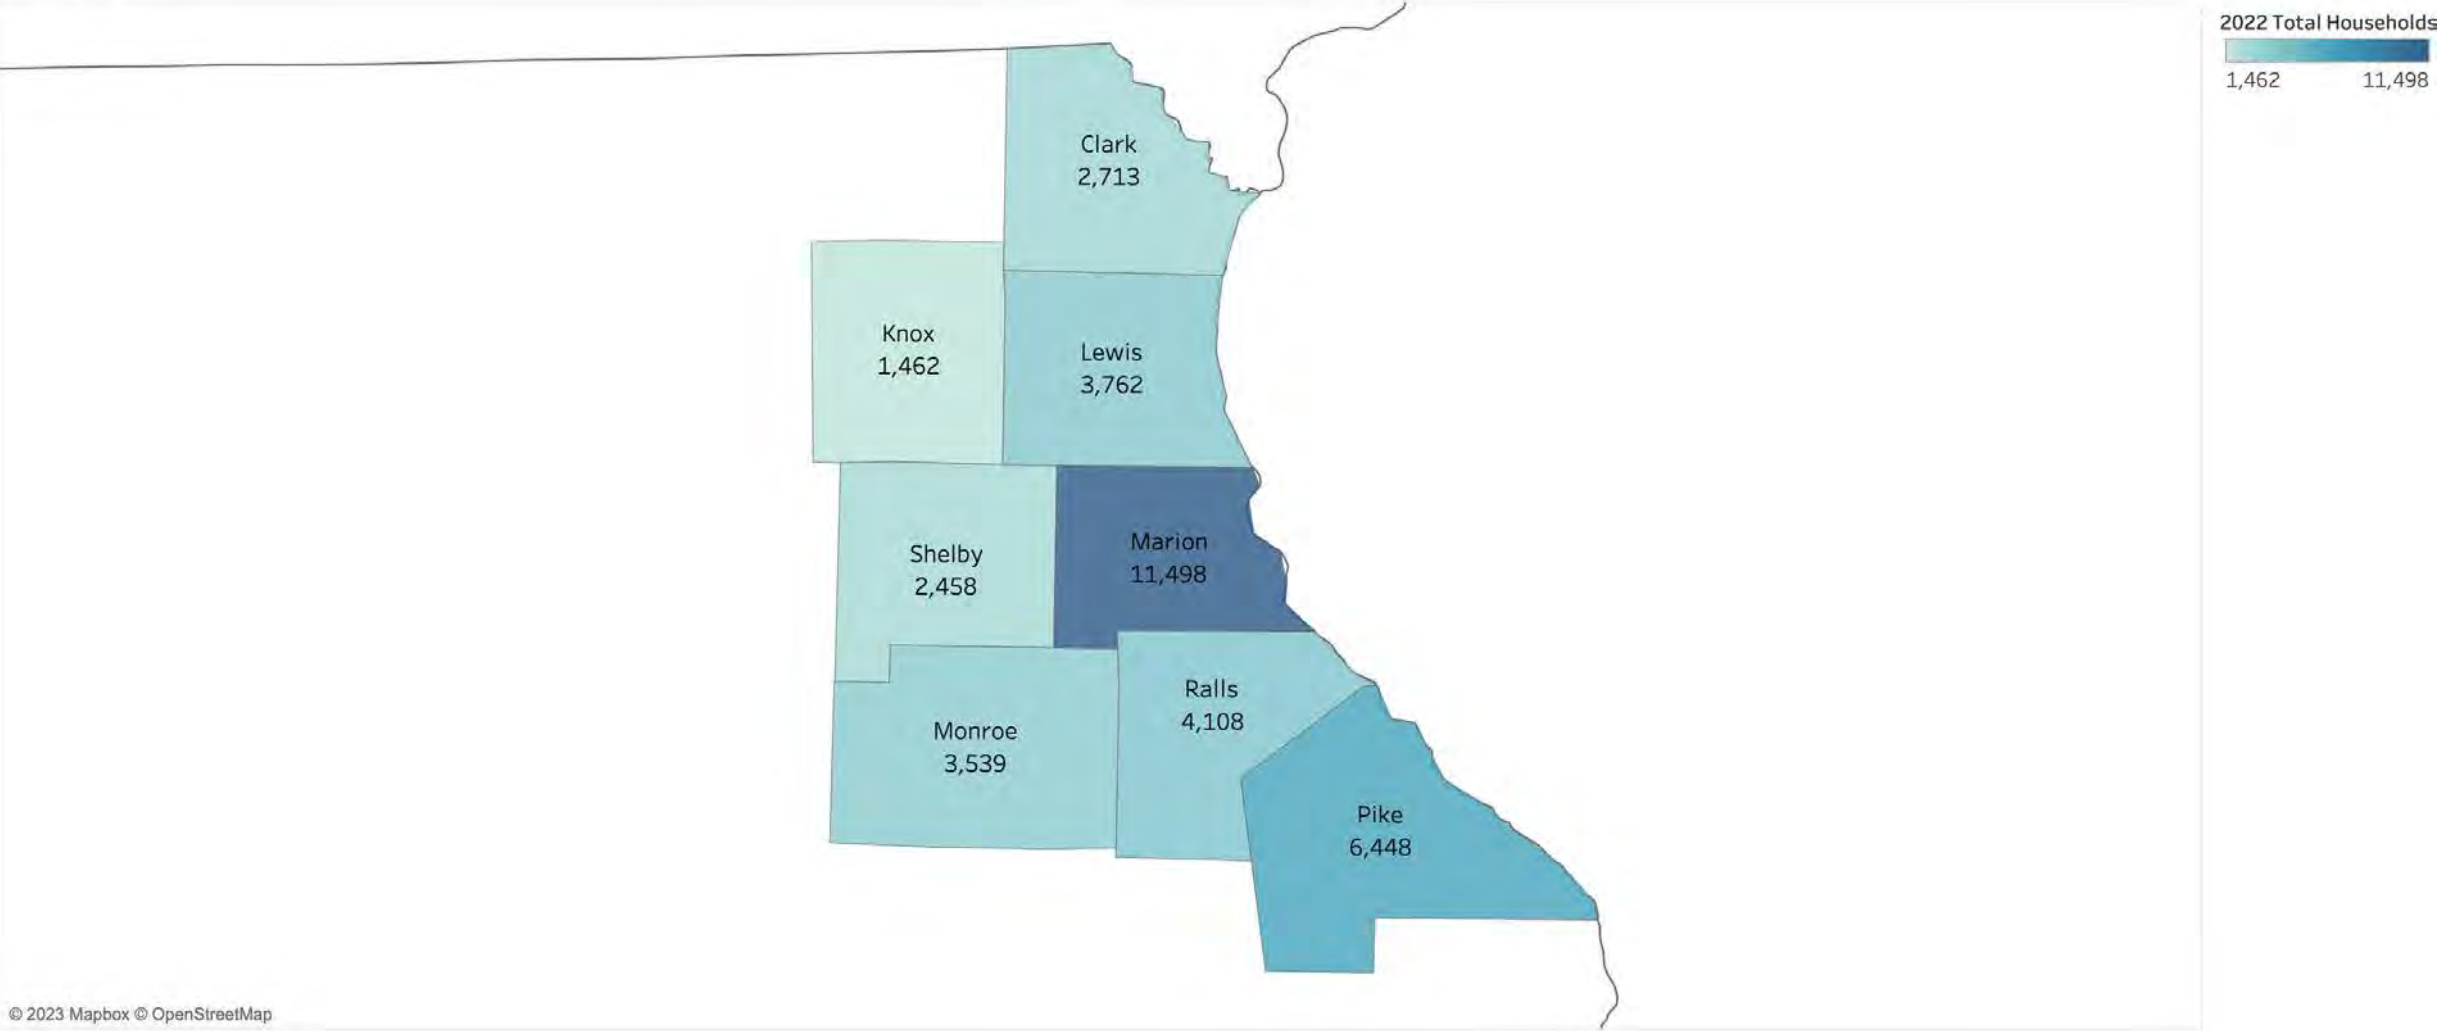 2022 Total Households
1,462 11,498
Clark
2,713
Knox
1,462
Lewis
3,762
Shelby
2,458
Marion
11,498
Ralls
4,108
Monroe
3,539
Pike
6,448
© 2023 Mapbox © OpenStreetMap